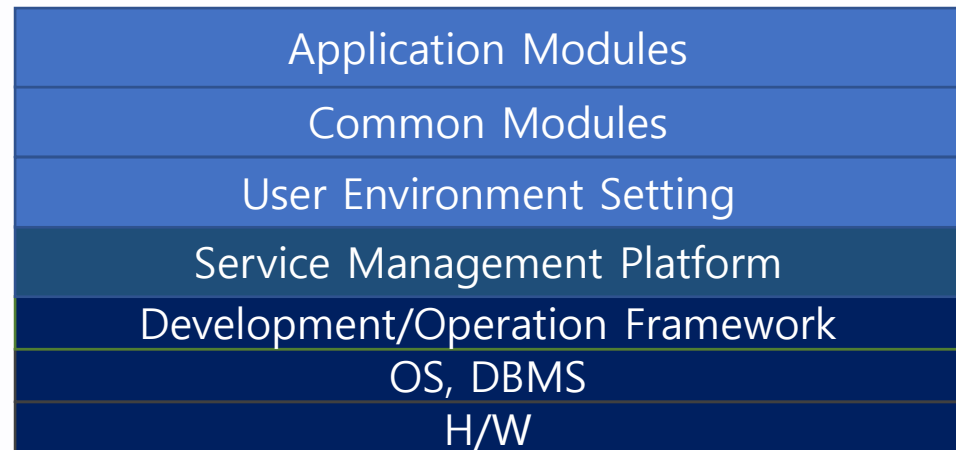 Application Modules
Common Modules
User Environment Setting
Service Management Platform
Development/Operation Framework
OS, DBMS
H/W